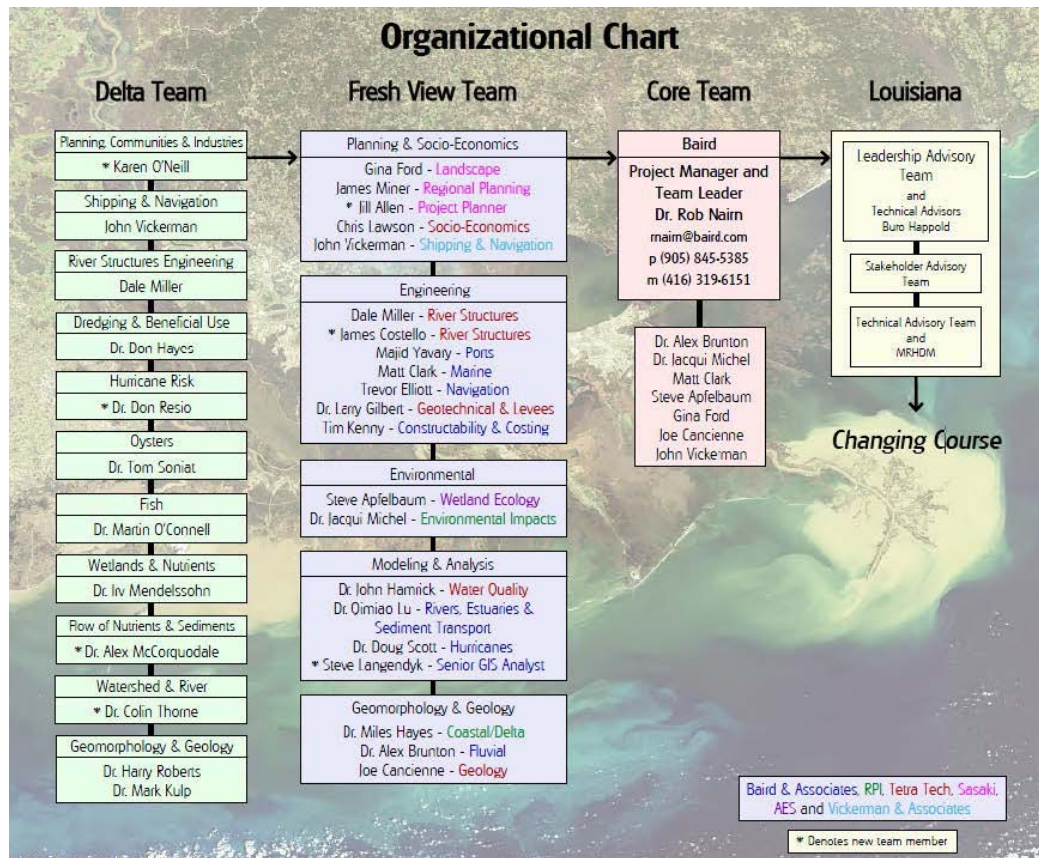 Organizational Chart
Delta Team
Planning, Communities & Industries
* Karen O'Neill
Shipping & Navigation
John Vickerman
River Structures Engineering
Dale Miller
Dredging & Beneficial Use
Dr. Don Hayes
Hurricane Risk
* Dr. Don Resio
Oysters
Dr. Tom Soniat
Fish
Dr. Martin O'Connell
Wetlands & Nutrients
Dr. Irv Mendelssohn
Flow of Nutrients & Sediments
* Dr. Alex McCorquodale
Watershed & River
* Dr. Colin Thorne
Geomorphology & Geology
Dr. Harry Roberts
Dr. Mark Kulp
Fresh View Team
Planning & Socio-Economics
Gina Ford - Landscape
James Miner - Regional Planning
* Jill Allen - Project Planner
Chris Lawson - Socio-Economics
John Vickerman - Shipping & Navigation
Engineering
Dale Miller - River Structures
* James Costello - River Structures
Majid Yavary - Ports
Matt Clark - Marine
Trevor Elliott - Navigation
Dr. Larry Gilbert - Geotechnical & Levees
Tim Kenny - Constructability & Costing
Environmental
Steve Apfelbaum - Wetland Ecology
Dr. Jacqui Michel - Environmental Impacts
Modeling & Analysis
Dr. John Hamrick - Water Quality
Dr. Qimiao Lu - Rivers, Estuaries &
Sediment Transport
Dr. Doug Scott - Hurricanes
* Steve Langendyk - Senior GIS Analyst
Geomorphology & Geology
Dr. Miles Hayes - Coastal/Delta
Dr. Alex Brunton - Fluvial
Joe Cancienne - Geology
Core Team
Baird
Project Manager and
Team Leader
Dr. Rob Nairn
rnairn@baird.com
p (905) 845-5385
m (416) 319-6151
Dr. Alex Brunton
Dr. Jacqui Michel
Matt Clark
Steve Apfelbaum
Gina Ford
Joe Cancienne
John Vickerman
Louisiana
Leadership Advisory
Team
and
Technical Advisors
Buro Happold
Stakeholder Advisory
Team
Technical Advisory Team
and
MRHDM
Changing Course
Baird & Associates, RPI, Tetra Tech, Sasaki,
AES and Vickerman & Associates
* Denotes new team member